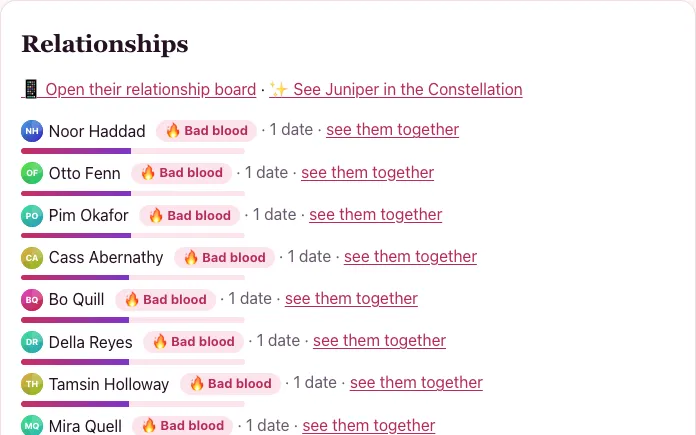 Relationships
📱 Open their relationship board · ✨ See Juniper in the Constellation
NH Noor Haddad 🔥 Bad blood · 1 date · see them together
OF Otto Fenn 🔥 Bad blood · 1 date · see them together
PO Pim Okafor 🔥 Bad blood · 1 date · see them together
CA Cass Abernathy 🔥 Bad blood · 1 date · see them together
BQ Bo Quill 🔥 Bad blood · 1 date · see them together
DR Della Reyes 🔥 Bad blood · 1 date · see them together
TH Tamsin Holloway 🔥 Bad blood · 1 date · see them together
MQ Mira Quell 🔥 Bad blood · 1 date · see them together